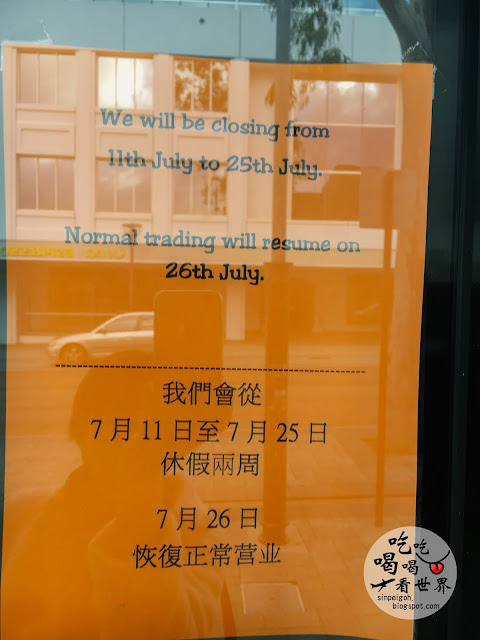 We will be closing from
11th July to 25th July.
Normal trading will resume on
26th July.
我們會從
7月11日至7月25日
休假兩周
7月26日
恢復正常营业
吃吃
喝喝
看世界
sinpeigoh.
blogspot.com